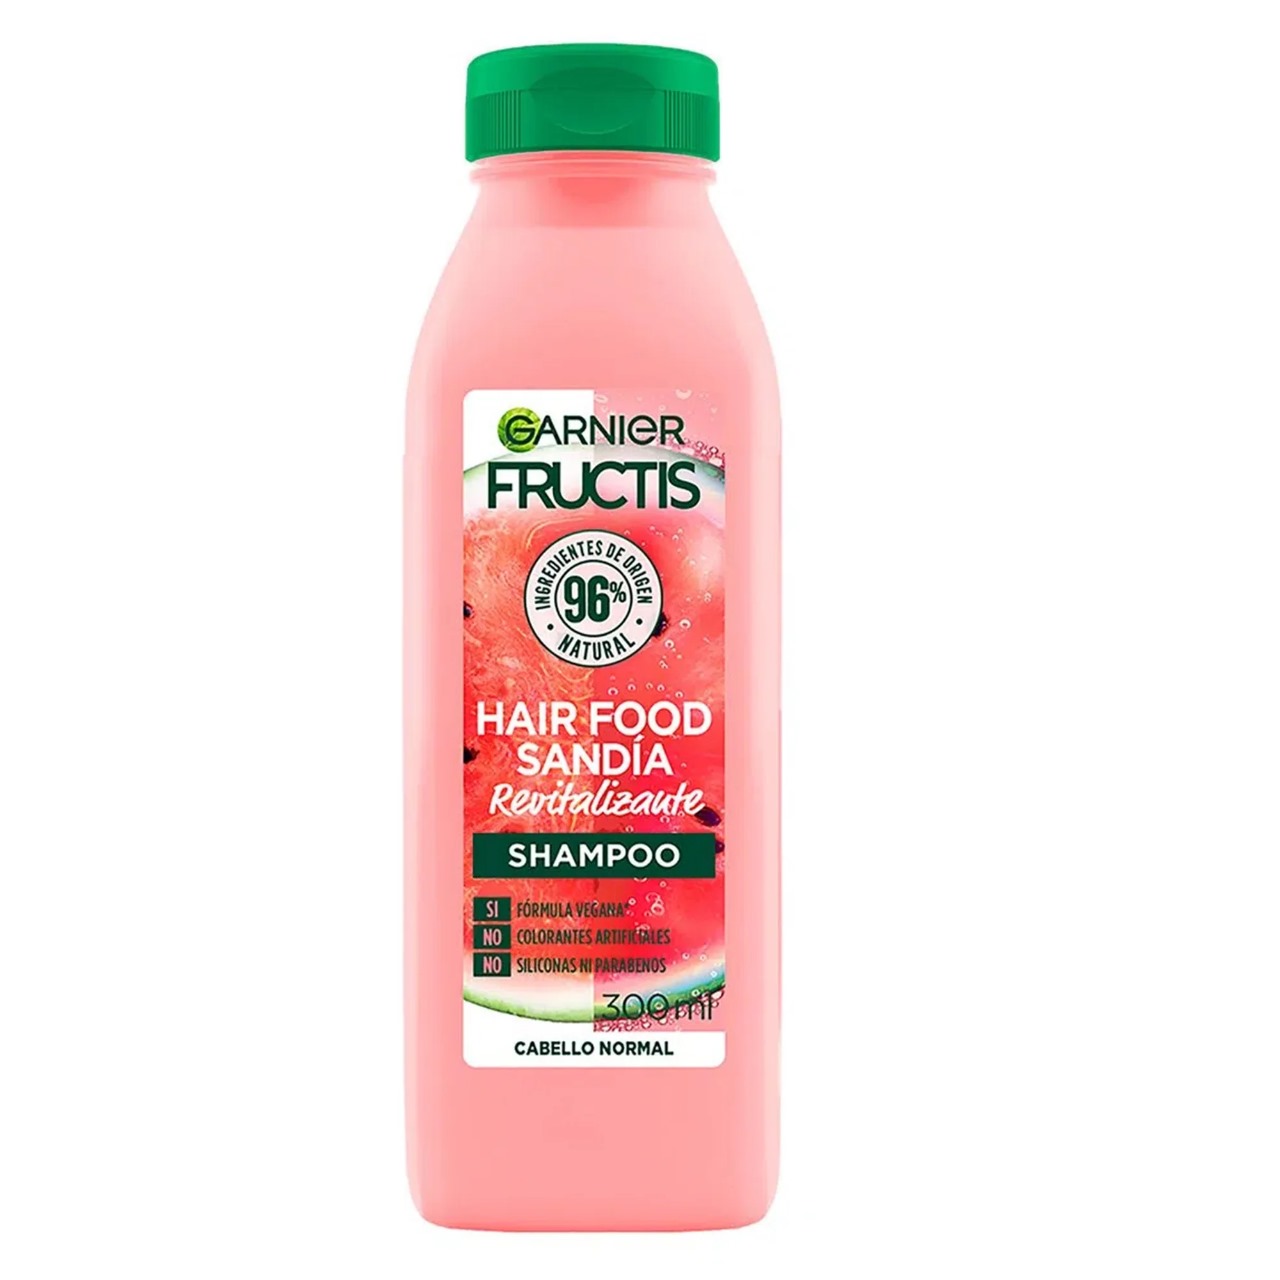 GARNIER
FRUCTIS
INGREDIENTES DE ORIGEN
96%
NATURAL
HAIR FOOD
SANDÍA
Revitalizante
SHAMPOO
SI FÓRMULA VEGANA*
NO COLORANTES ARTIFICIALES
NO SILICONAS NI PARABENOS
300 ml
CABELLO NORMAL